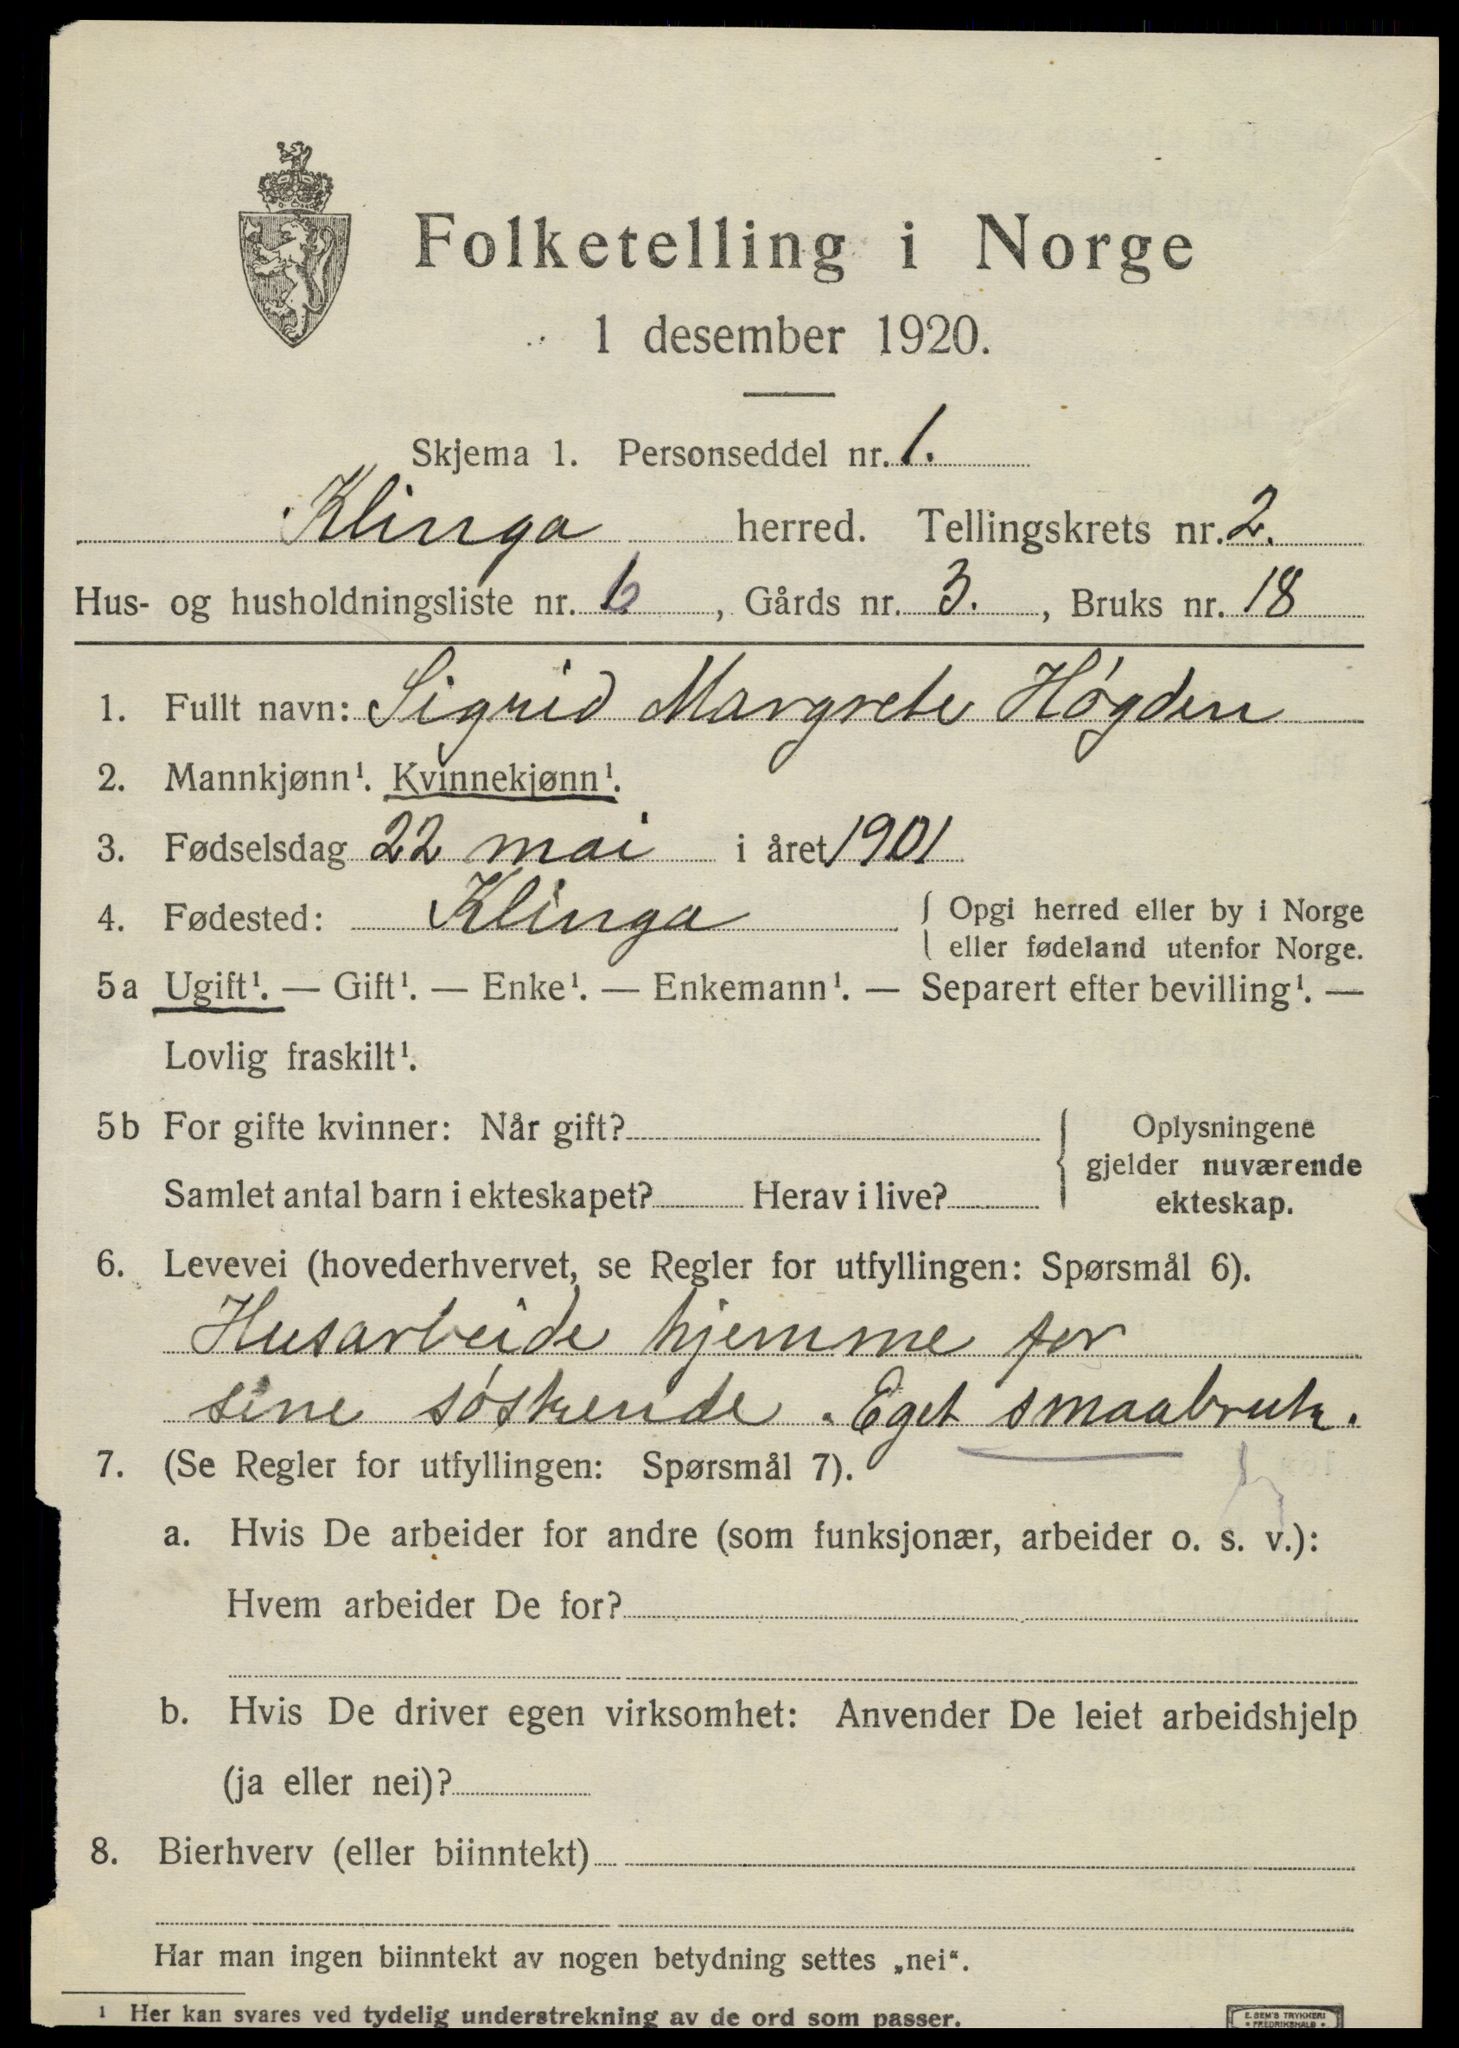 Folketelling i Norge
1 desember 1920.
Skjema 1. Personseddel nr. 1.
Klinga herred. Tellingskrets nr. 2.
Hus- og husholdningsliste nr. 6, Gårds nr. 3., Bruks nr. 18
1. Fullt navn: Sigrid Margrete Høgden
2. Mannkjønn¹. Kvinnekjønn¹.
3. Fødselsdag 22 mai i året 1901
4. Fødested: Klinga { Opgi herred eller by i Norge
eller fødeland utenfor Norge.
5a Ugift¹. — Gift¹. — Enke¹. — Enkemann¹. — Separert efter bevilling¹. —
Lovlig fraskilt¹.
5b For gifte kvinner: Når gift?
Samlet antal barn i ekteskapet? Herav i live?
Oplysningene
gjelder nuværende
ekteskap.
6. Levevei (hovederhvervet, se Regler for utfyllingen: Spørsmål 6).
Husarbeide hjemme for
sine søskende. Eget smaabruk.
7. (Se Regler for utfyllingen: Spørsmål 7).
a. Hvis De arbeider for andre (som funksjonær, arbeider o. s. v.):
Hvem arbeider De for?
b. Hvis De driver egen virksomhet: Anvender De leiet arbeidshjelp
(ja eller nei)?
8. Bierhverv (eller biinntekt)
Har man ingen biinntekt av nogen betydning settes „nei“.
¹ Her kan svares ved tydelig understrekning av de ord som passer.
E. SEM'S TRYKKERI
• FREDRIKSHALD •